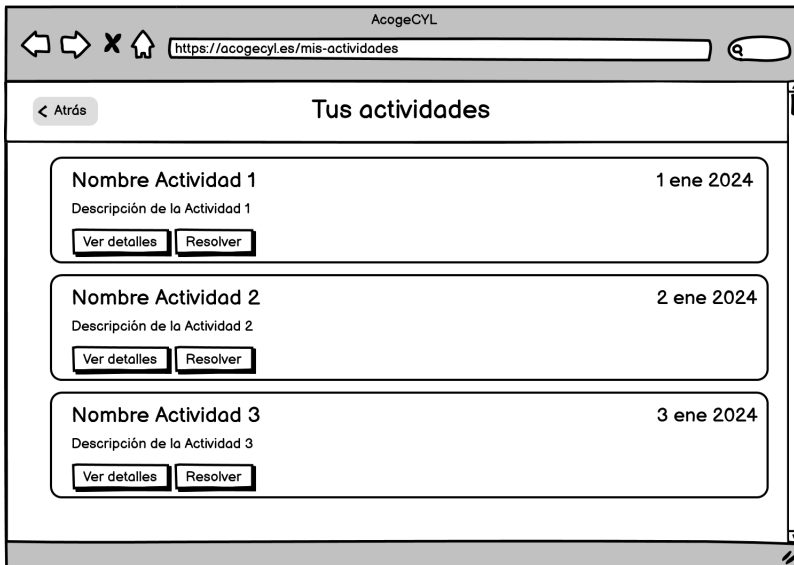 AcogeCYL
https://acogecyl.es/mis-actividades
Atrás
Tus actividades
Nombre Actividad 1
1 ene 2024
Descripción de la Actividad 1
Ver detalles
Resolver
Nombre Actividad 2
2 ene 2024
Descripción de la Actividad 2
Ver detalles
Resolver
Nombre Actividad 3
3 ene 2024
Descripción de la Actividad 3
Ver detalles
Resolver